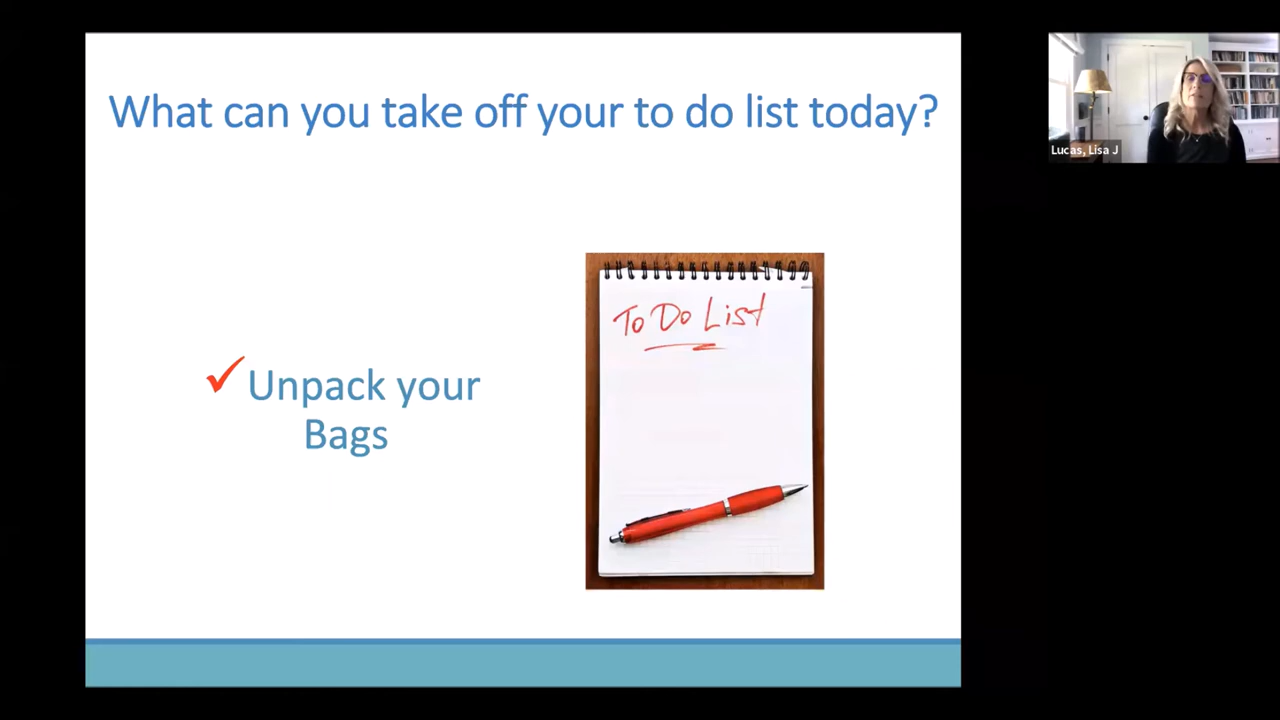 What can you take off your to do list today?
Lucas, Lisa J
To Do List
Unpack your
Bags